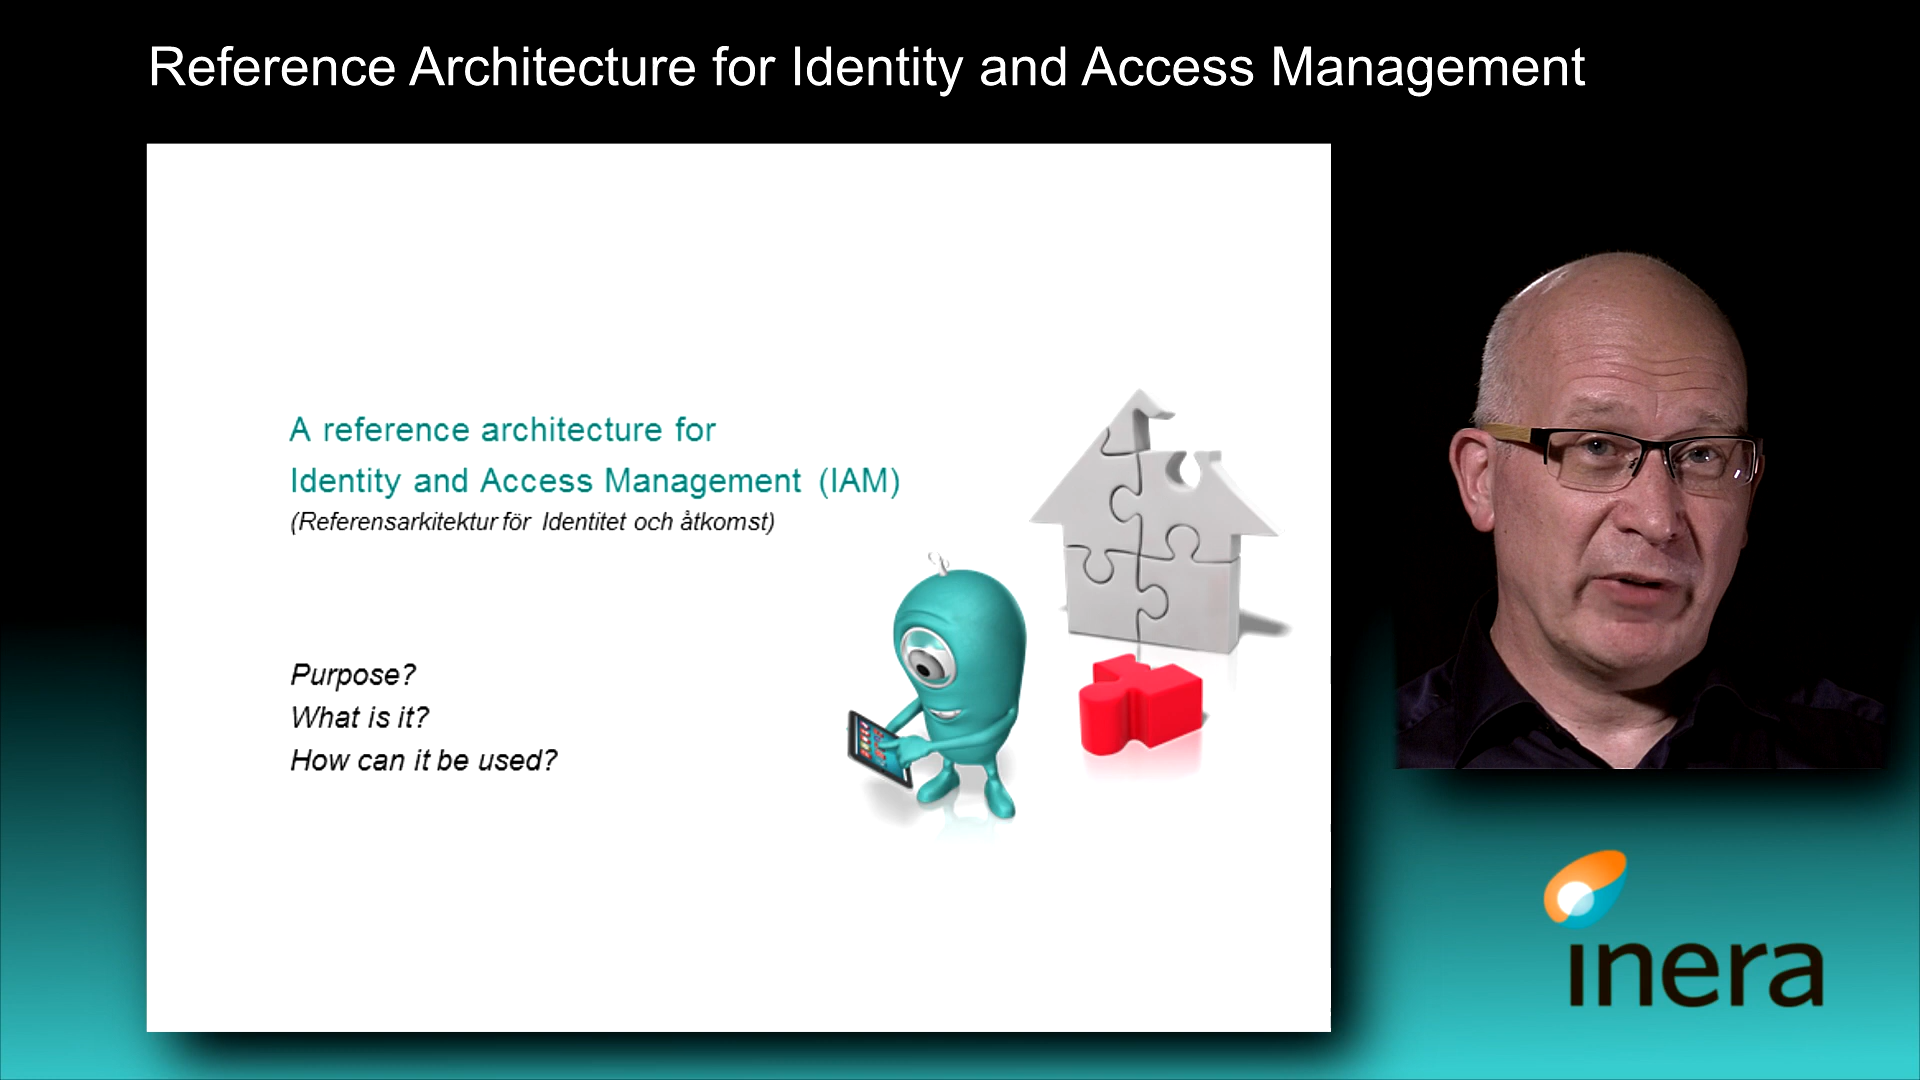 Reference Architecture for Identity and Access Management
A reference architecture for
Identity and Access Management (IAM)
(Referensarkitektur för Identitet och åtkomst)
Purpose?
What is it?
How can it be used?
inera